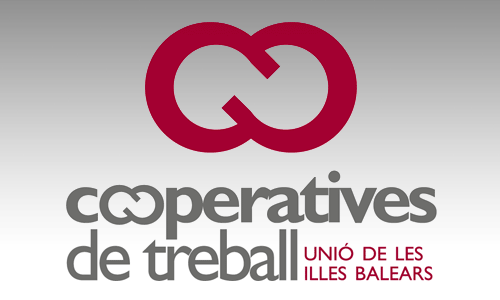 cooperatives
de treball
UNIÓ DE LES
ILLES BALEARS